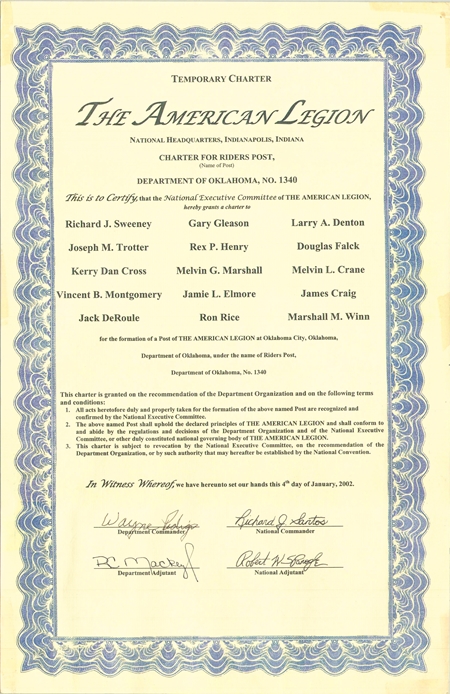 TEMPORARY CHARTER
THE AMERICAN LEGION
NATIONAL HEADQUARTERS, INDIANAPOLIS, INDIANA
CHARTER FOR RIDERS POST,
(Name of Post)
DEPARTMENT OF OKLAHOMA, NO. 1340
This is to Certify, that the National Executive Committee of THE AMERICAN LEGION,
hereby grants a charter to
Richard J. Sweeney Gary Gleason Larry A. Denton
Joseph M. Trotter Rex P. Henry Douglas Falck
Kerry Dan Cross Melvin G. Marshall Melvin L. Crane
Vincent B. Montgomery Jamie L. Elmore James Craig
Jack DeRoule Ron Rice Marshall M. Winn
for the formation of a Post of THE AMERICAN LEGION at Oklahoma City, Oklahoma,
Department of Oklahoma, under the name of Riders Post,
Department of Oklahoma, No. 1340
This charter is granted on the recommendation of the Department Organization and on the following terms
and conditions:
1. All acts heretofore duly and properly taken for the formation of the above named Post are recognized and
confirmed by the National Executive Committee.
2. The above named Post shall uphold the declared principles of THE AMERICAN LEGION and shall conform to
and abide by the regulations and decisions of the Department Organization and of the National Executive
Committee, or other duly constituted national governing body of THE AMERICAN LEGION.
3. This charter is subject to revocation by the National Executive Committee, on the recommendation of the
Department Organization, or by such authority that may hereafter be established by the National Convention.
In Witness Whereof, we have hereunto set our hands this 4th day of January, 2002.
Wayne Richard J. Santos
Department Commander National Commander
DC Mackey Robert W. Spanogle
Department Adjutant National Adjutant